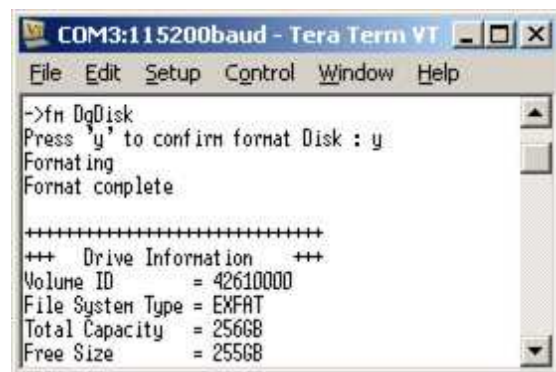 COM3:115200baud - Tera Term VT
File Edit Setup Control Window Help
->fm DgDisk
Press 'y' to confirm format Disk : y
Formating
Format complete
++++++++++++++++++++++++++++++++
+++ Drive Information +++
Volume ID = 42610000
File System Type = EXFAT
Total Capacity = 256GB
Free Size = 255GB